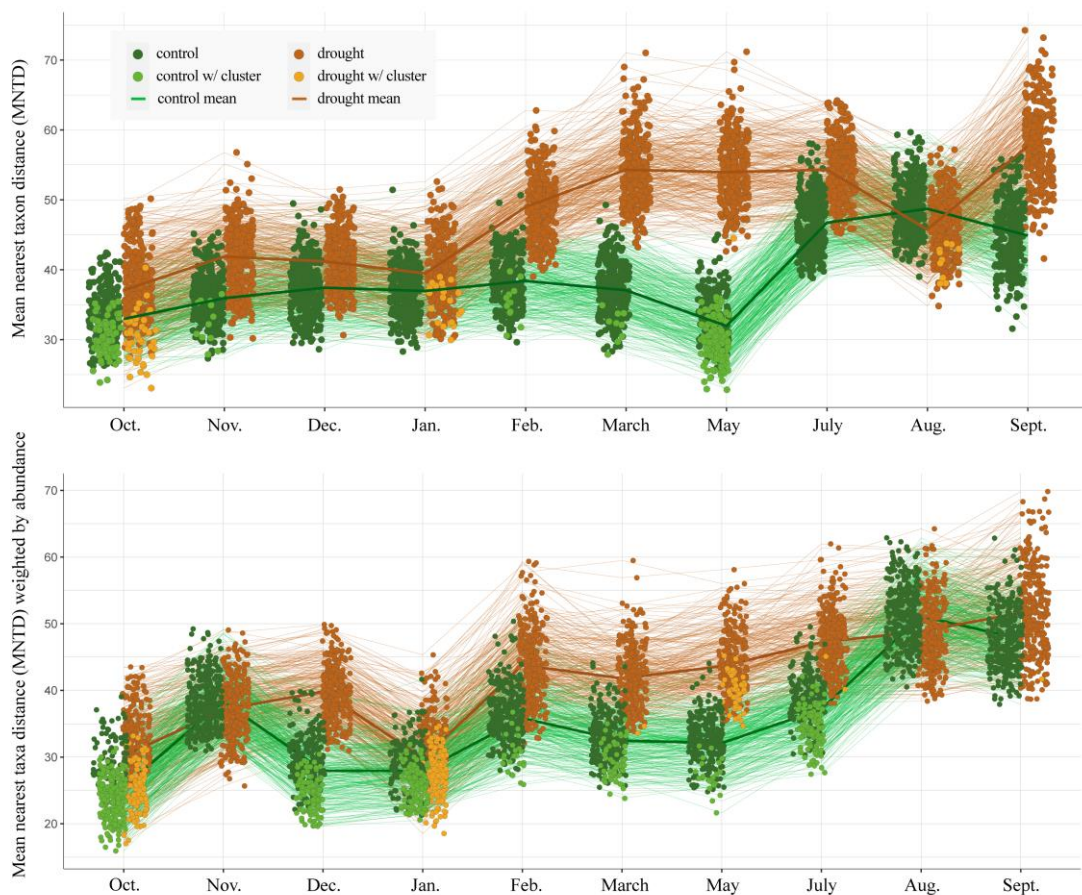 Mean nearest taxon distance (MNTD)
70
60
50
40
30
control
control w/ cluster
control mean
drought
drought w/ cluster
drought mean
Oct. Nov. Dec. Jan. Feb. March May July Aug. Sept.
Mean nearest taxa distance (MNTD) weighted by abundance
70
60
50
40
30
20
Oct. Nov. Dec. Jan. Feb. March May July Aug. Sept.